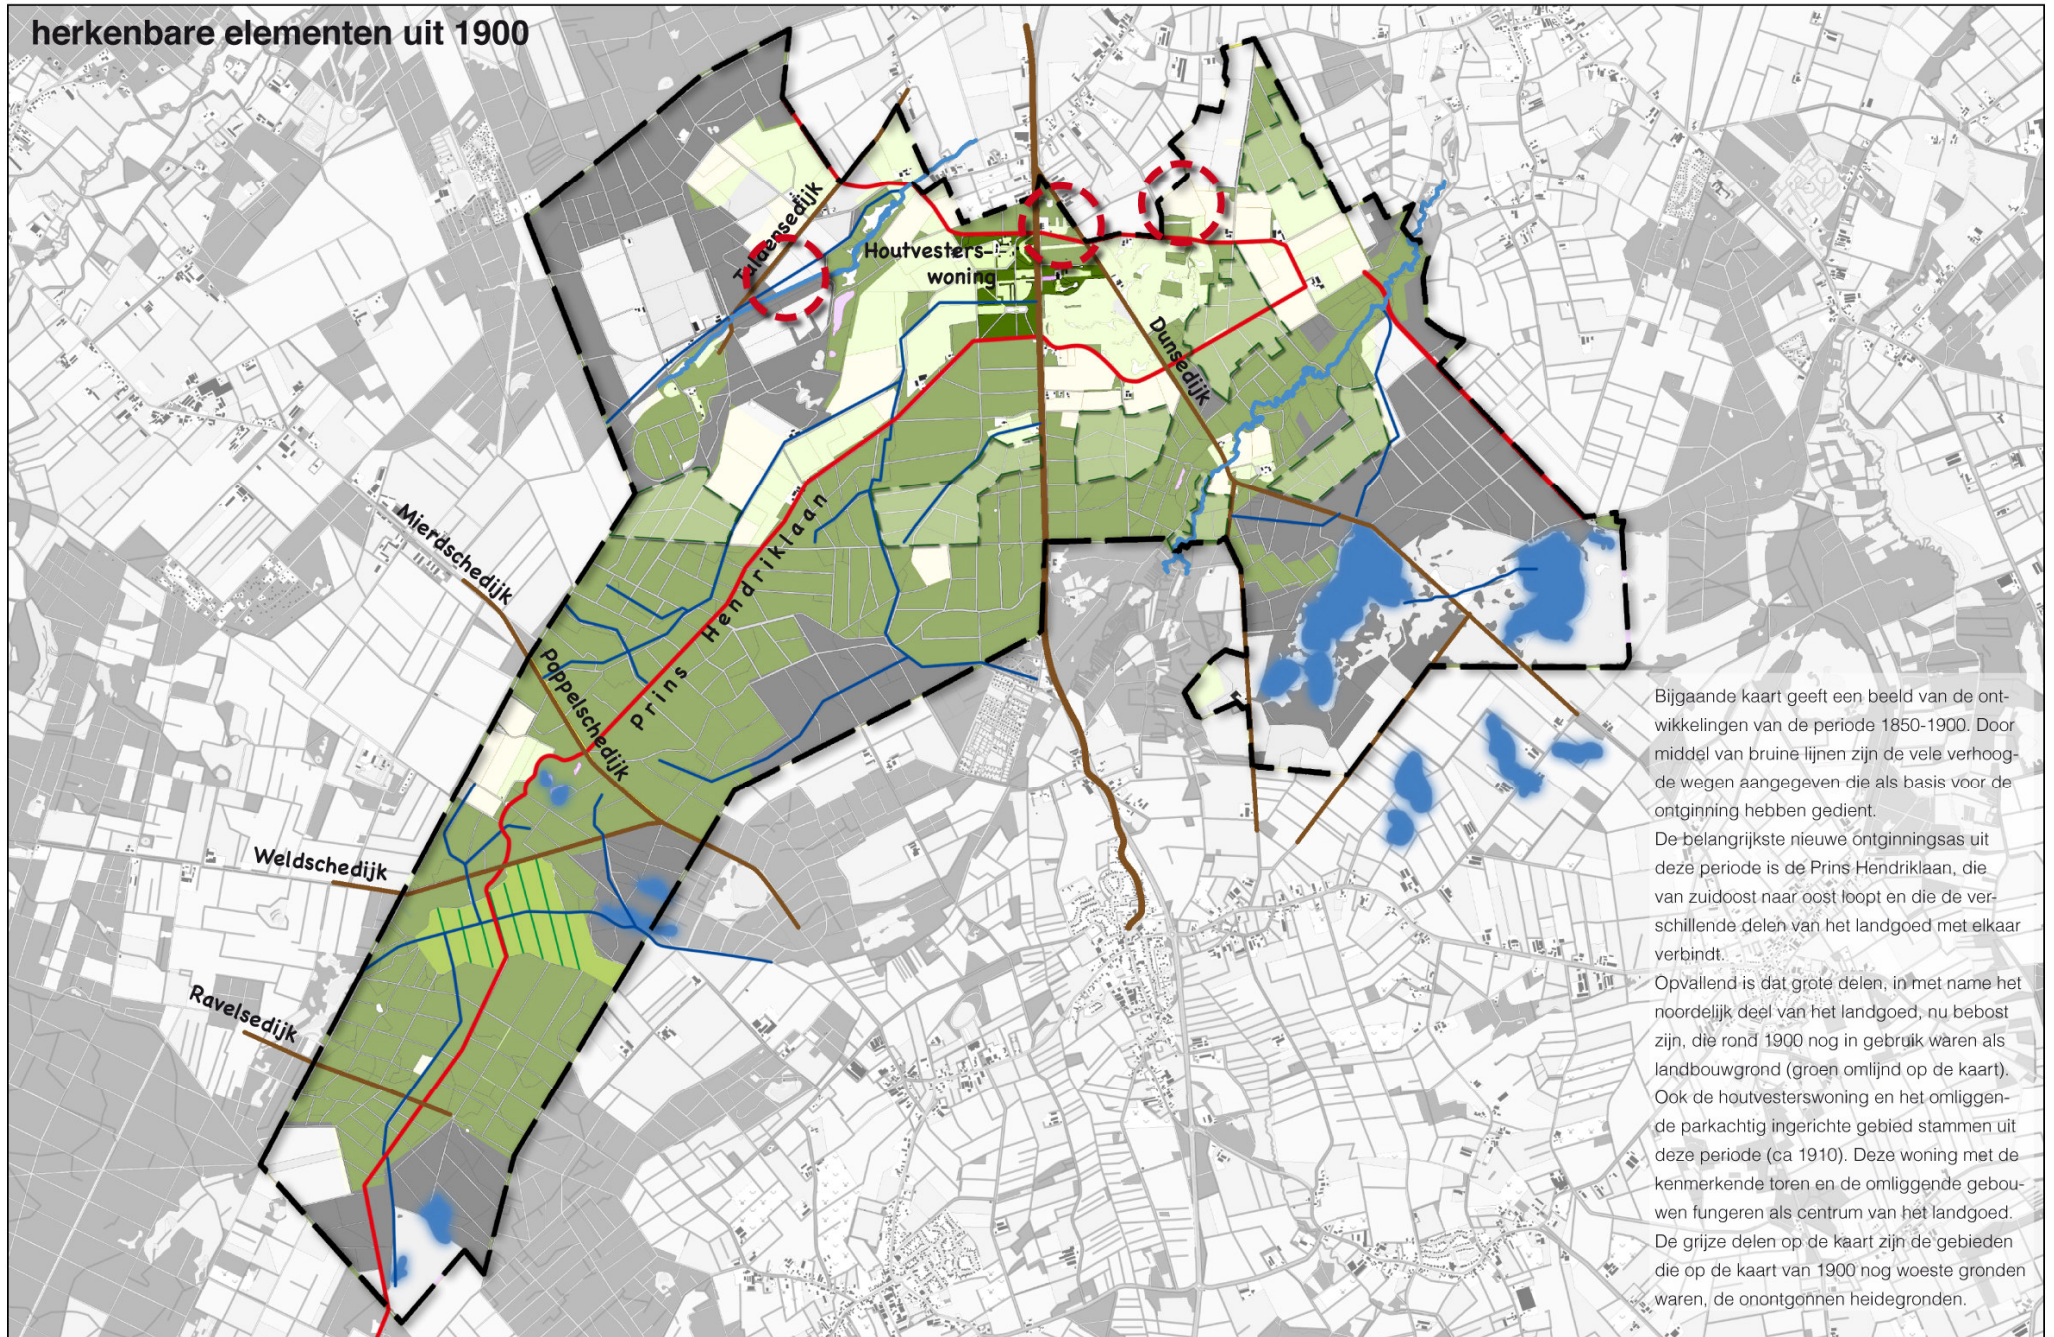 herkenbare elementen uit 1900
Tuldensedijk
Houtvesters-
woning
Dunsedijk
Mierdschedijk
Prins Hendriklaan
Poppelschedijk
Weldschedijk
Ravelsedijk
Bijgaande kaart geeft een beeld van de ont-
wikkelingen van de periode 1850-1900. Door
middel van bruine lijnen zijn de vele verhoog-
de wegen aangegeven die als basis voor de
ontginning hebben gedient.
De belangrijkste nieuwe ontginningsas uit
deze periode is de Prins Hendriklaan, die
van zuidoost naar oost loopt en die de ver-
schillende delen van het landgoed met elkaar
verbindt.
Opvallend is dat grote delen, in met name het
noordelijk deel van het landgoed, nu bebost
zijn, die rond 1900 nog in gebruik waren als
landbouwgrond (groen omlijnd op de kaart).
Ook de houtvesterswoning en het omliggen-
de parkachtig ingerichte gebied stammen uit
deze periode (ca 1910). Deze woning met de
kenmerkende toren en de omliggende gebou-
wen fungeren als centrum van het landgoed.
De grijze delen op de kaart zijn de gebieden
die op de kaart van 1900 nog woeste gronden
waren, de onontgonnen heidegronden.